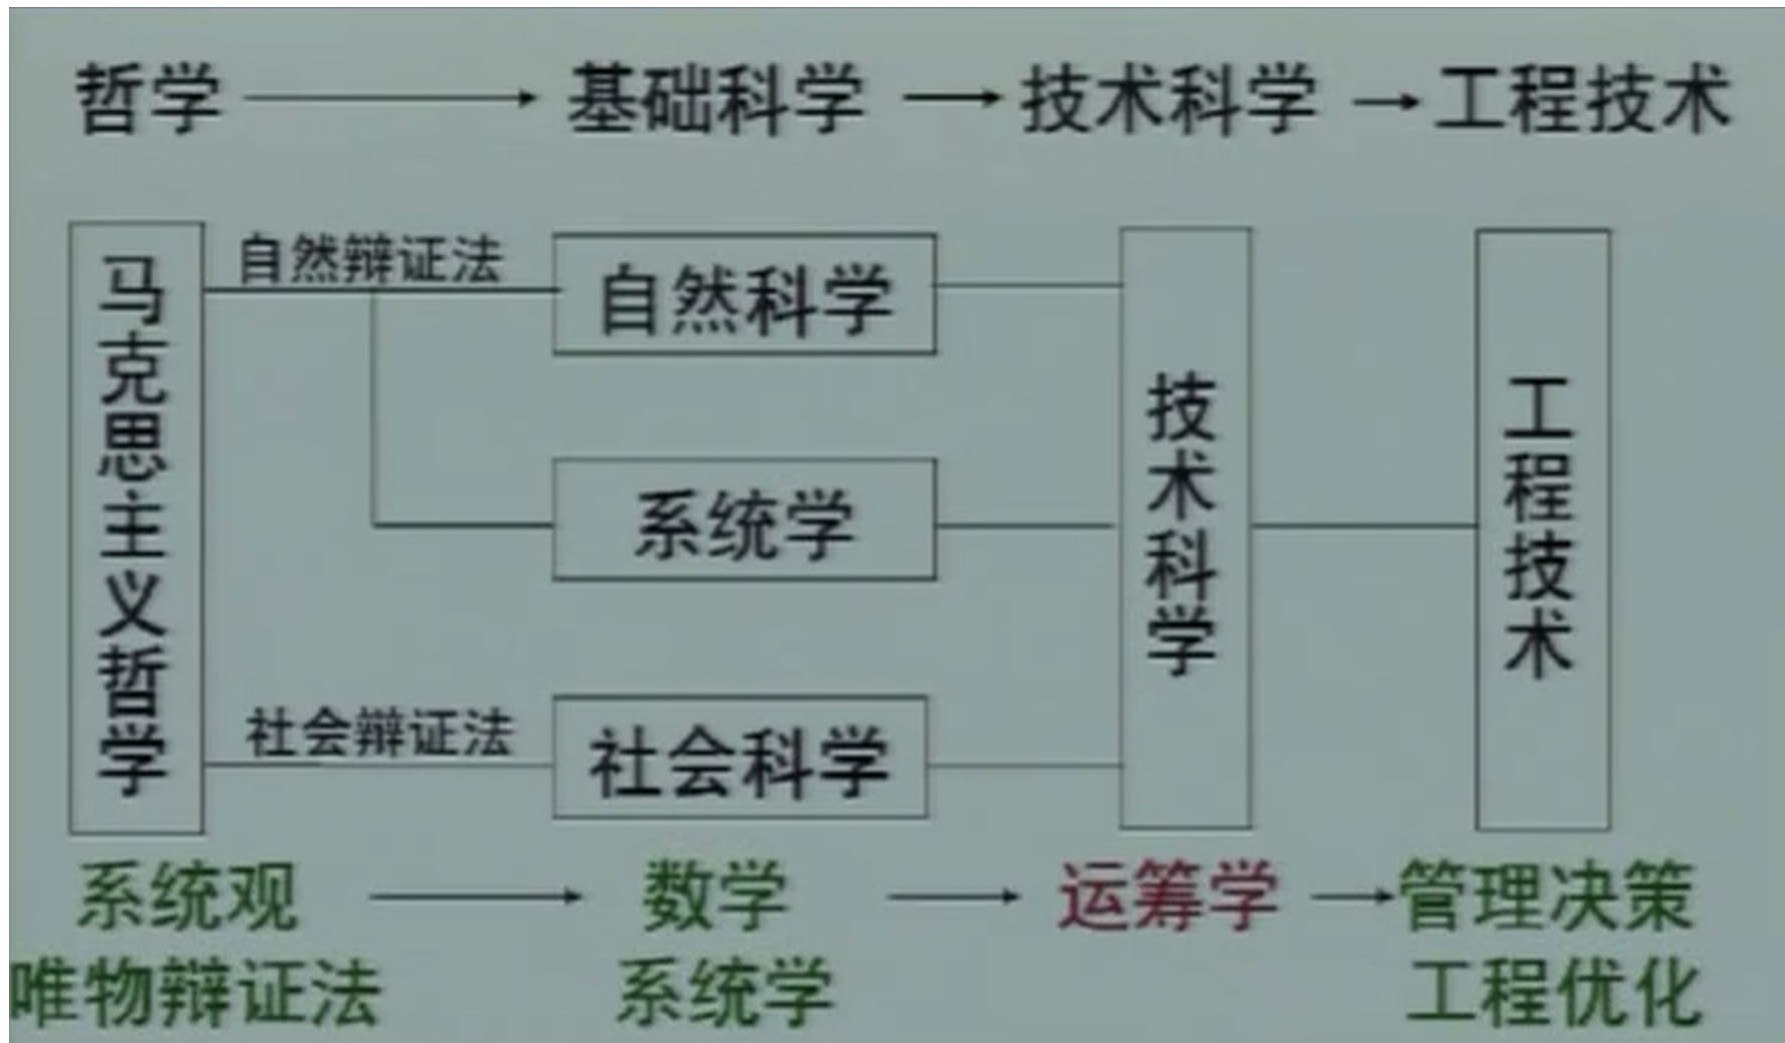 哲学 基础科学 技术科学 工程技术
马克思主义哲学
自然辩证法
自然科学
系统学
社会辩证法
社会科学
技术科学
工程技术
系统观 数学 运筹学 管理决策
唯物辩证法 系统学 工程优化